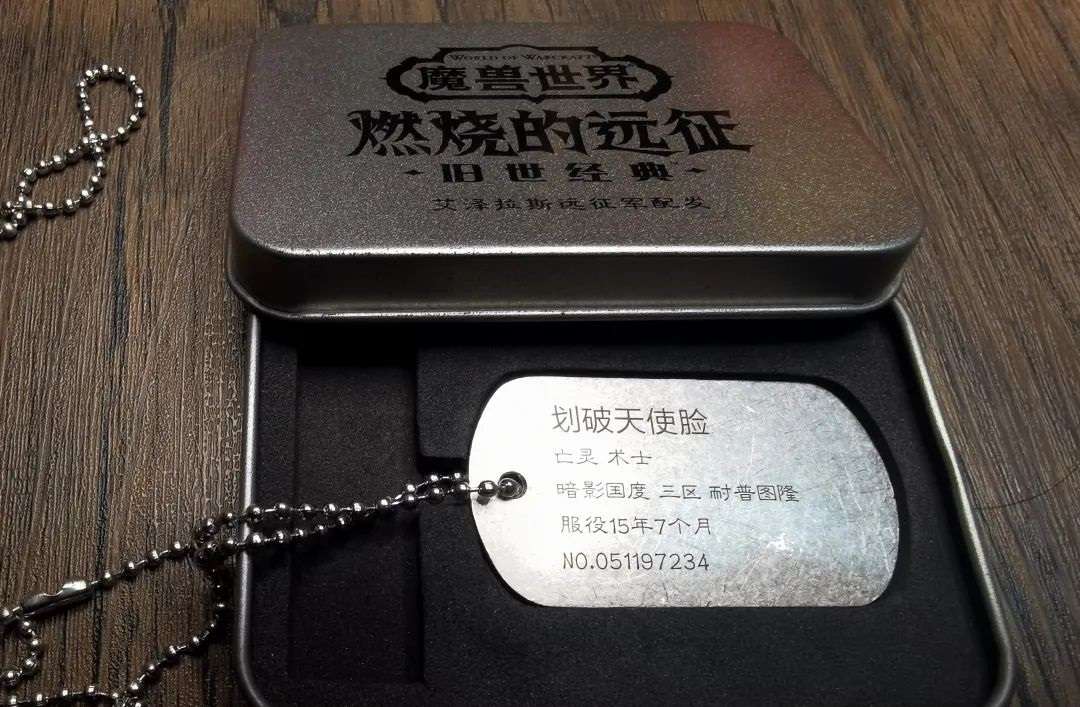 WORLD OF WARCRAFT
魔兽世界
燃烧的远征
旧世经典
艾泽拉斯远征军配发
划破天使脸
亡灵 术士
暗影国度 三区 耐普图隆
服役15年7个月
NO.051197234